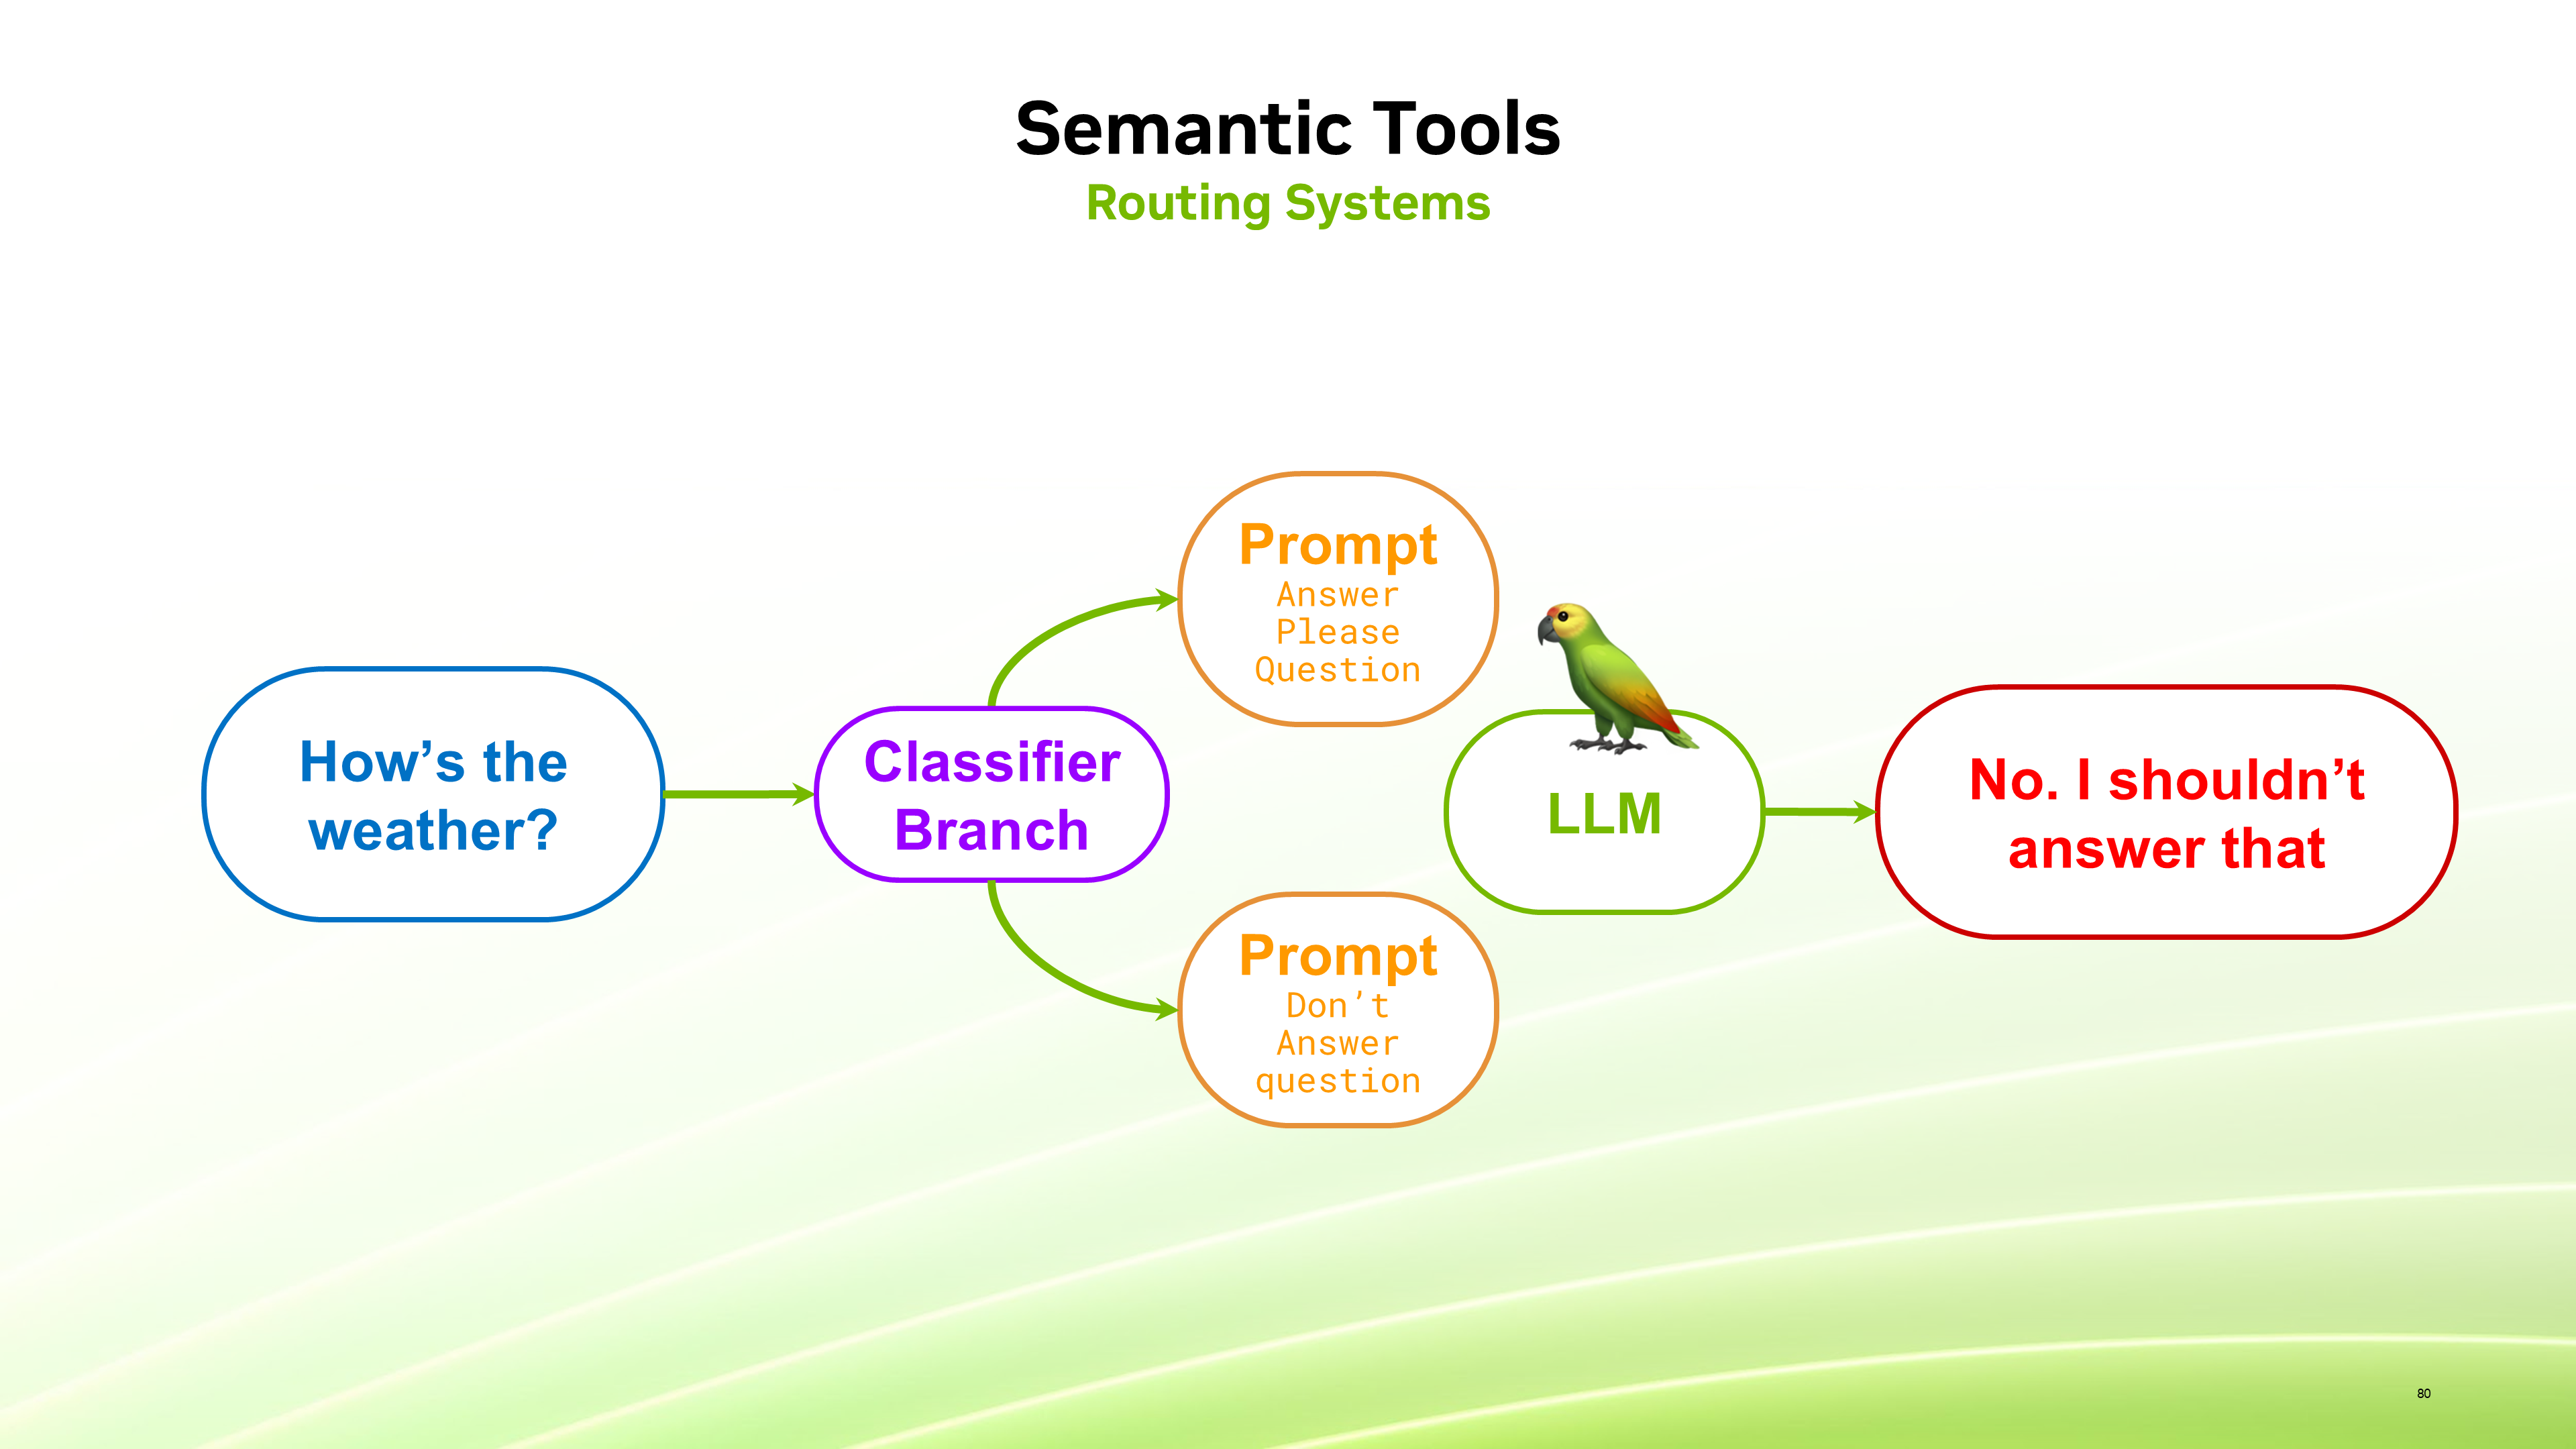 Semantic Tools
Routing Systems
How’s the
weather?
Classifier
Branch
Prompt
Answer
Please
Question
Prompt
Don’t
Answer
question
LLM
No. I shouldn’t
answer that
80